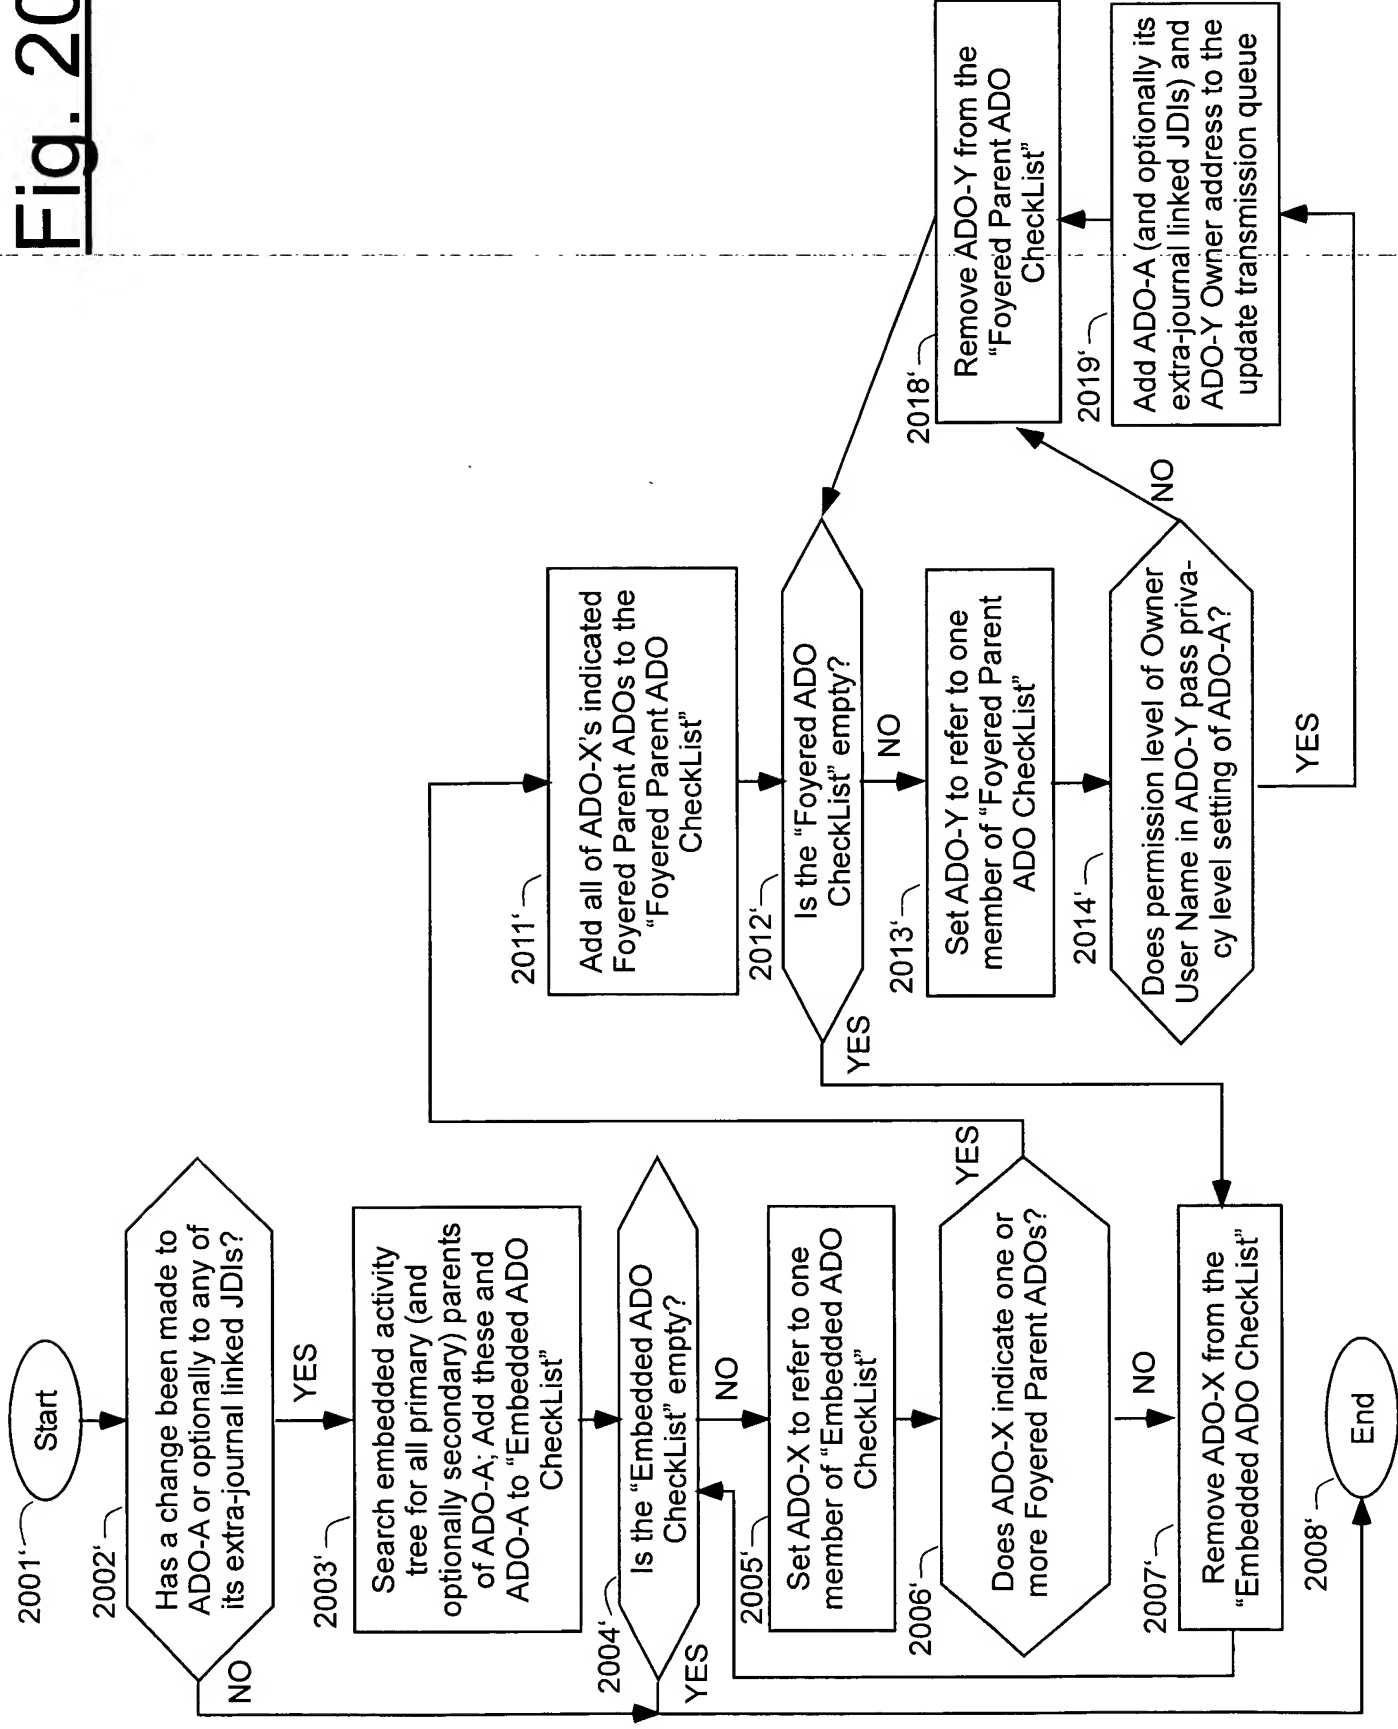 Fig. 20
2001'
Start
2002'
Has a change been made to
ADO-A or optionally to any of
its extra-journal linked JDIs?
NO
YES
2003'
Search embedded activity
tree for all primary (and
optionally secondary) parents
of ADO-A; Add these and
ADO-A to “Embedded ADO
CheckList”
2004'
Is the “Embedded ADO
CheckList” empty?
YES
NO
2005'
Set ADO-X to refer to one
member of “Embedded ADO
CheckList”
2006'
Does ADO-X indicate one or
more Foyered Parent ADOs?
YES
NO
2007'
Remove ADO-X from the
“Embedded ADO CheckList”
2008'
End
2011'
Add all of ADO-X's indicated
Foyered Parent ADOs to the
“Foyered Parent ADO
CheckList”
2012'
Is the “Foyered ADO
CheckList” empty?
YES
NO
2013'
Set ADO-Y to refer to one
member of “Foyered Parent
ADO CheckList”
2014'
Does permission level of Owner
User Name in ADO-Y pass priva-
cy level setting of ADO-A?
NO
YES
2018'
Remove ADO-Y from the
“Foyered Parent ADO
CheckList”
2019'
Add ADO-A (and optionally its
extra-journal linked JDIs) and
ADO-Y Owner address to the
update transmission queue